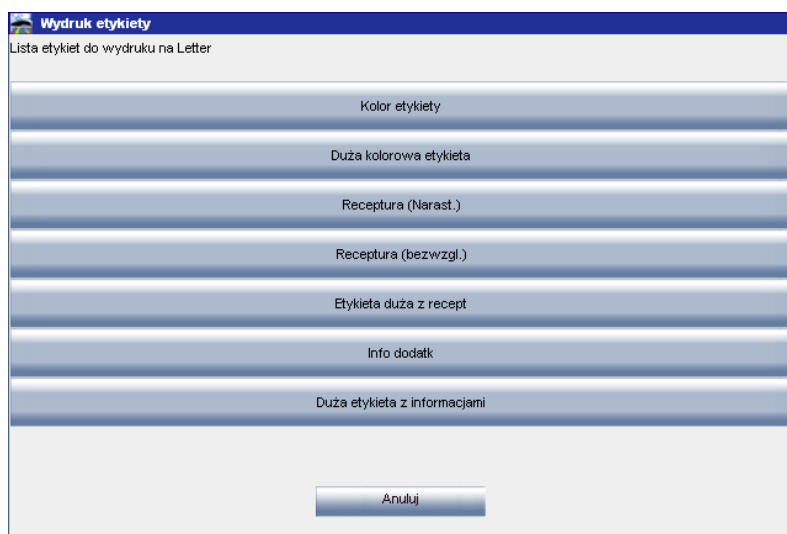 Wydruk etykiety
Lista etykiet do wydruku na Letter
Kolor etykiety
Duża kolorowa etykieta
Receptura (Narast.)
Receptura (bezwzgl.)
Etykieta duża z recept
Info dodatk
Duża etykieta z informacjami
Anuluj